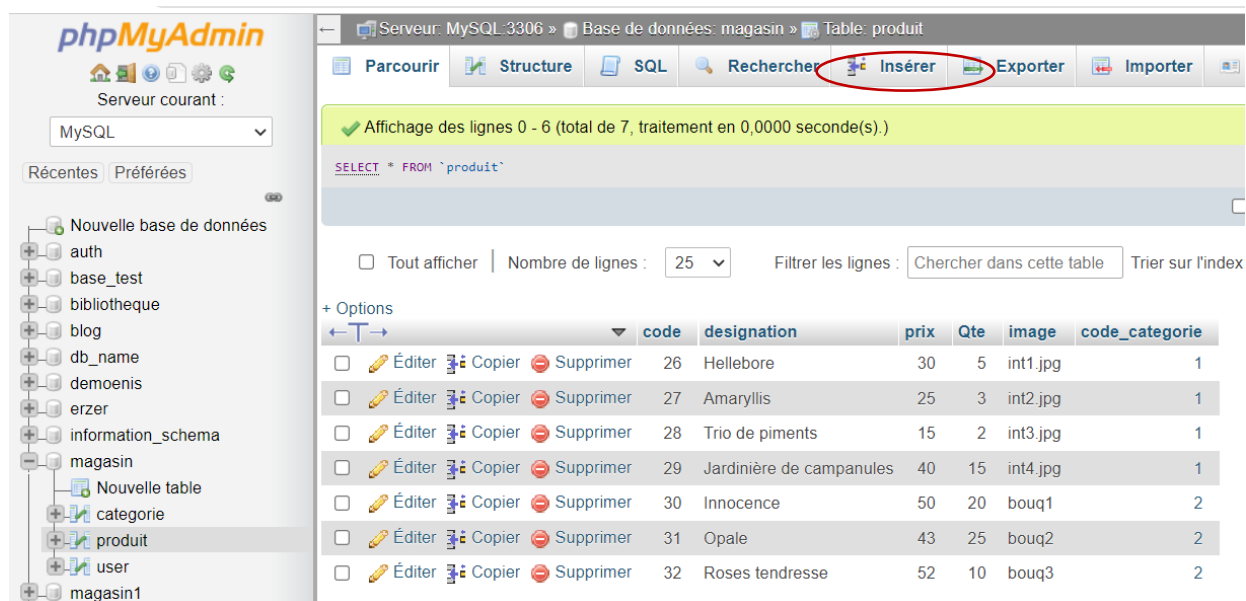 phpMyAdmin
Serveur courant :
MySQL
Récentes Préférées
Nouvelle base de données
auth
base_test
bibliotheque
blog
db_name
demoenis
erzer
information_schema
magasin
Nouvelle table
categorie
produit
user
magasin1
Serveur: MySQL:3306 » Base de données: magasin » Table: produit
Parcourir Structure SQL Rechercher Insérer Exporter Importer
Affichage des lignes 0 - 6 (total de 7, traitement en 0,0000 seconde(s).)
SELECT * FROM `produit`
Tout afficher | Nombre de lignes : 25 Filtrer les lignes : Chercher dans cette table Trier sur l'index
+ Options
←T→ code designation prix Qte image code_categorie
Éditer Copier Supprimer 26 Hellebore 30 5 int1.jpg 1
Éditer Copier Supprimer 27 Amaryllis 25 3 int2.jpg 1
Éditer Copier Supprimer 28 Trio de piments 15 2 int3.jpg 1
Éditer Copier Supprimer 29 Jardinière de campanules 40 15 int4.jpg 1
Éditer Copier Supprimer 30 Innocence 50 20 bouq1 2
Éditer Copier Supprimer 31 Opale 43 25 bouq2 2
Éditer Copier Supprimer 32 Roses tendresse 52 10 bouq3 2